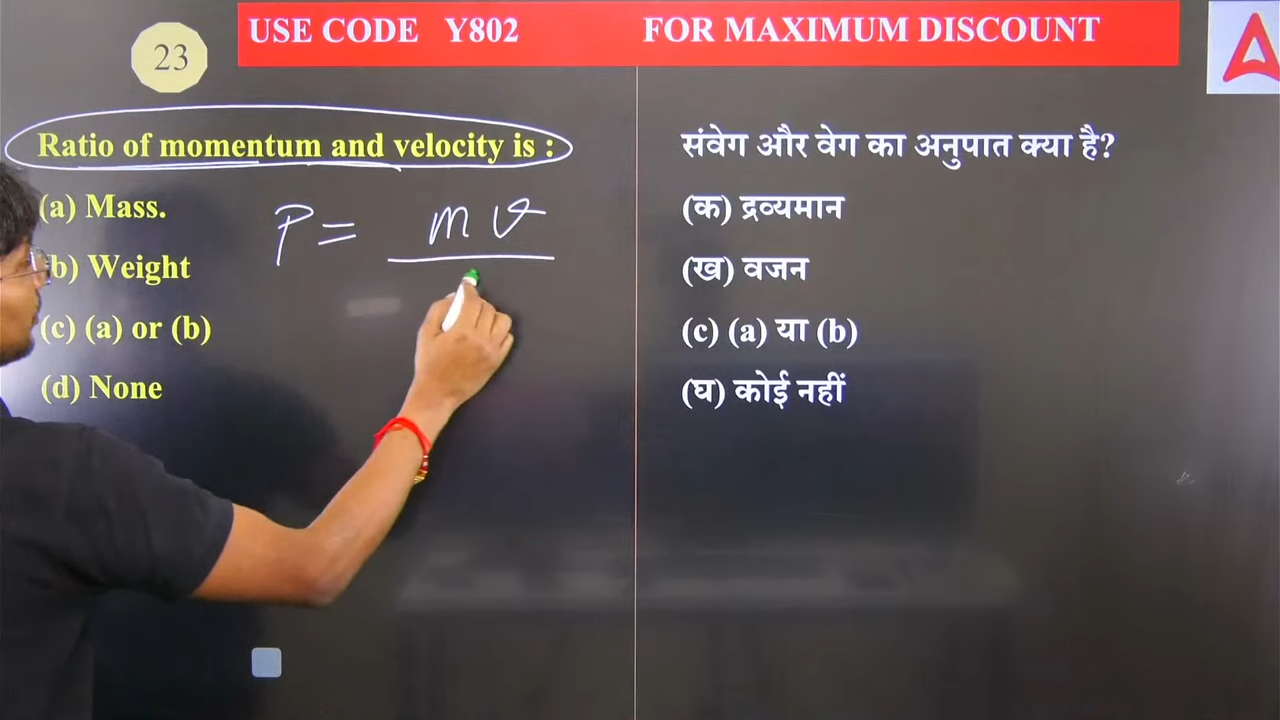 USE CODE Y802 FOR MAXIMUM DISCOUNT
23
Ratio of momentum and velocity is :
(a) Mass.
P = m v
b) Weight
(c) (a) or (b)
(d) None
संवेग और वेग का अनुपात क्या है?
(क) द्रव्यमान
(ख) वजन
(c) (a) या (b)
(घ) कोई नहीं